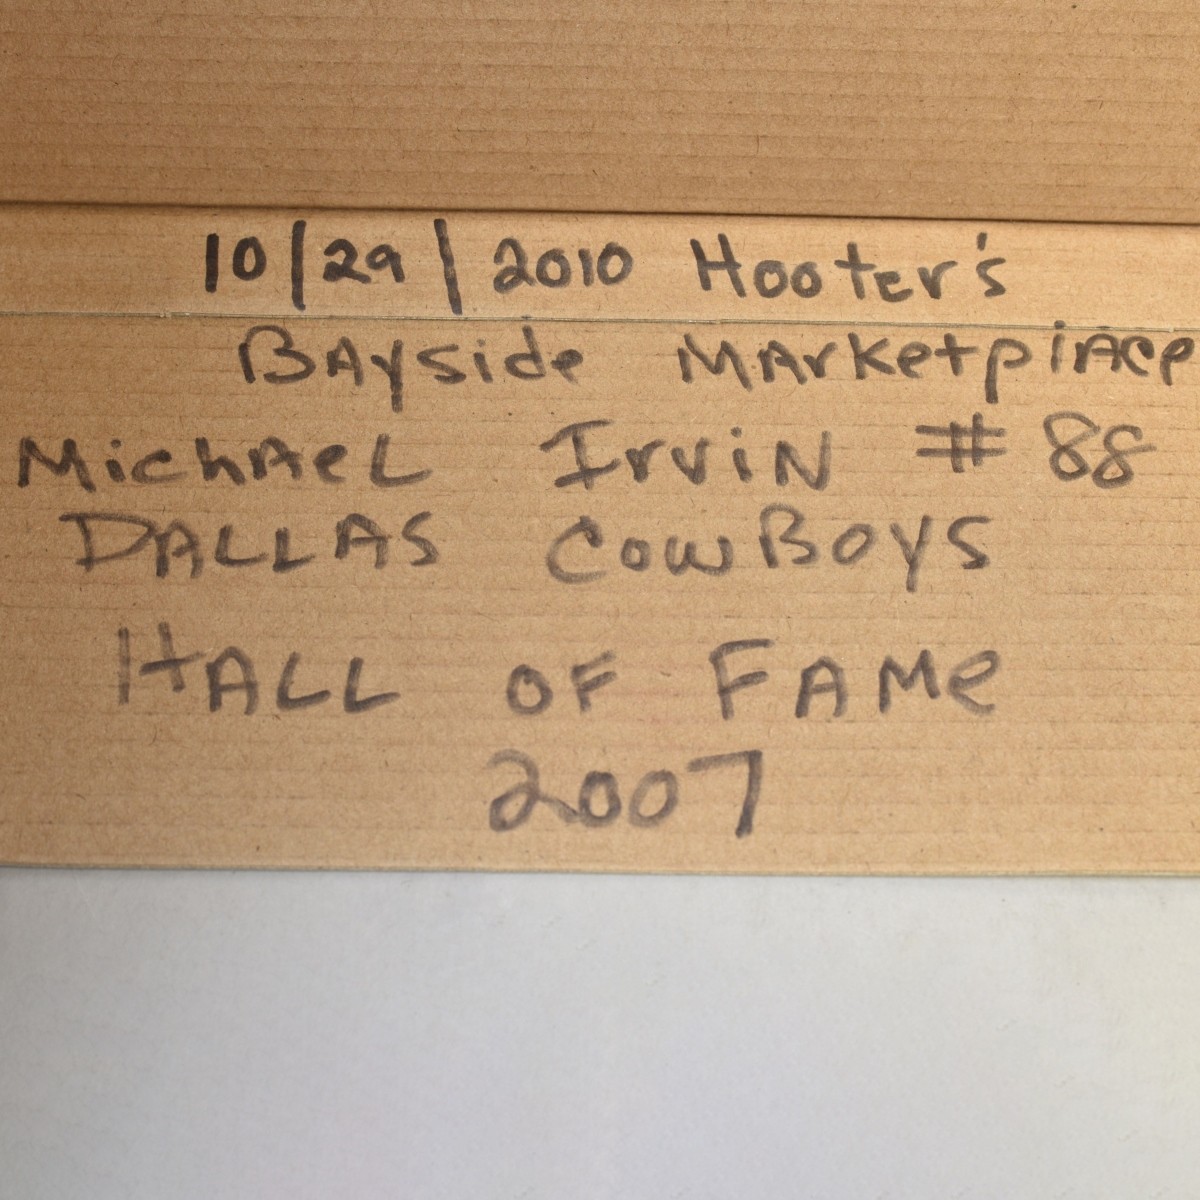 10/29/2010 Hooter's
BAYside MArketplAce
MichAeL IrviN #88
DALLAS CowBoys
HALL OF FAMe
2007